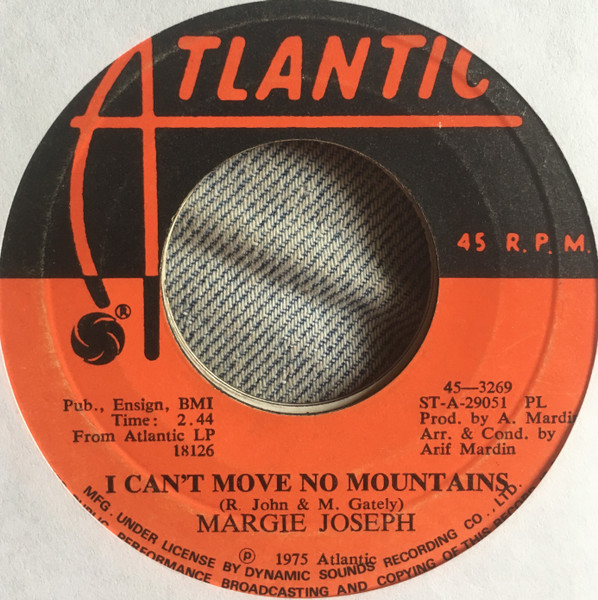 ATLANTIC
45 R.P.M.
®
Pub., Ensign, BMI
Time: 2.44
From Atlantic LP
18126
45—3269
ST-A-29051 PL
Prod. by A. Mardin
Arr. & Cond. by
Arif Mardin
I CAN'T MOVE NO MOUNTAINS
(R. John & M. Gately)
MARGIE JOSEPH
Ⓟ 1975 Atlantic
MFG. UNDER LICENSE BY DYNAMIC SOUNDS RECORDING CO., LTD.
PERFORMANCE BROADCASTING AND COPYING OF THIS